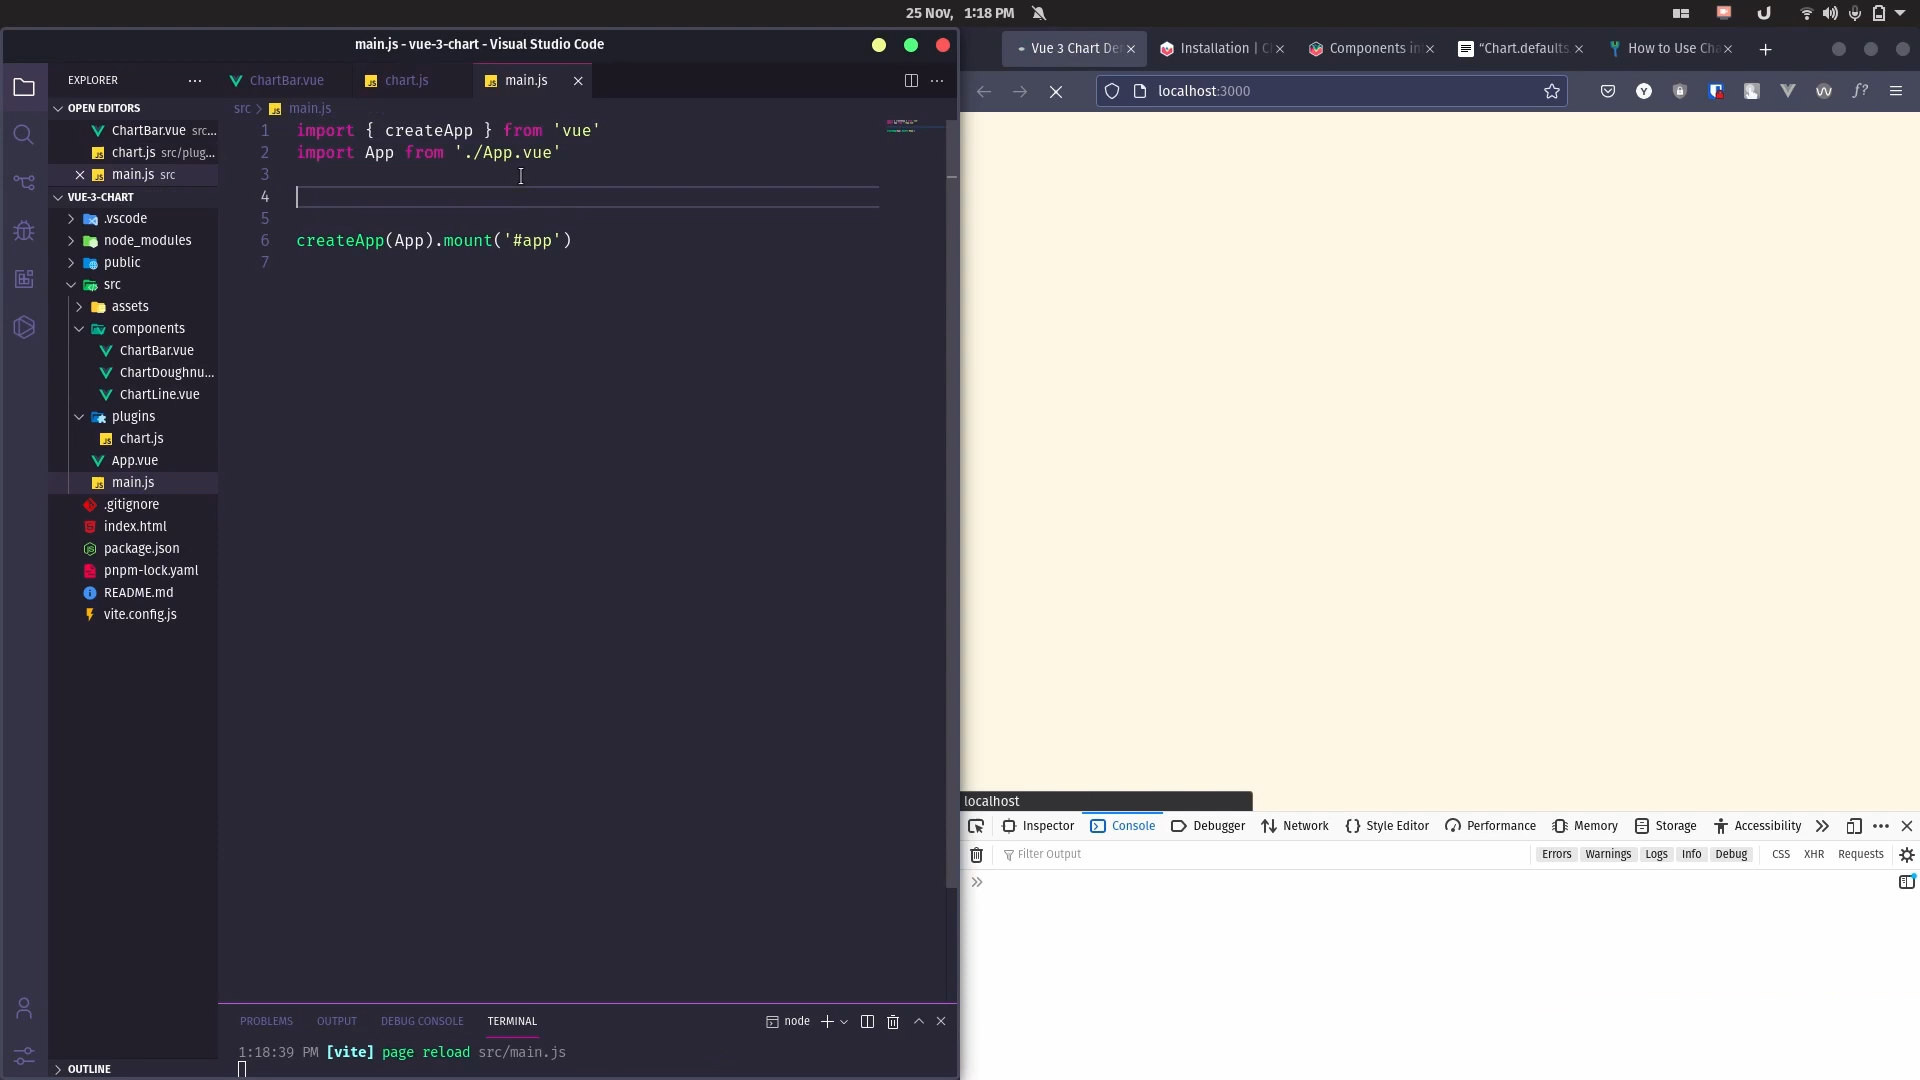 25 Nov, 1:18 PM
main.js - vue-3-chart - Visual Studio Code
EXPLORER
OPEN EDITORS
ChartBar.vue src...
chart.js src/plug...
main.js src
VUE-3-CHART
.vscode
node_modules
public
src
assets
components
ChartBar.vue
ChartDoughnu...
ChartLine.vue
plugins
chart.js
App.vue
main.js
.gitignore
index.html
package.json
pnpm-lock.yaml
README.md
vite.config.js
OUTLINE
ChartBar.vue
chart.js
main.js
src > main.js
1 import { createApp } from 'vue'
2 import App from './App.vue'
3
4
5
6 createApp(App).mount('#app')
7
PROBLEMS OUTPUT DEBUG CONSOLE TERMINAL
node
1:18:39 PM [vite] page reload src/main.js
Vue 3 Chart De
Installation | C
Components in
"Chart.defaults
How to Use Cha
localhost:3000
f?
localhost
Inspector Console Debugger Network Style Editor Performance Memory Storage Accessibility
Filter Output
Errors Warnings Logs Info Debug CSS XHR Requests